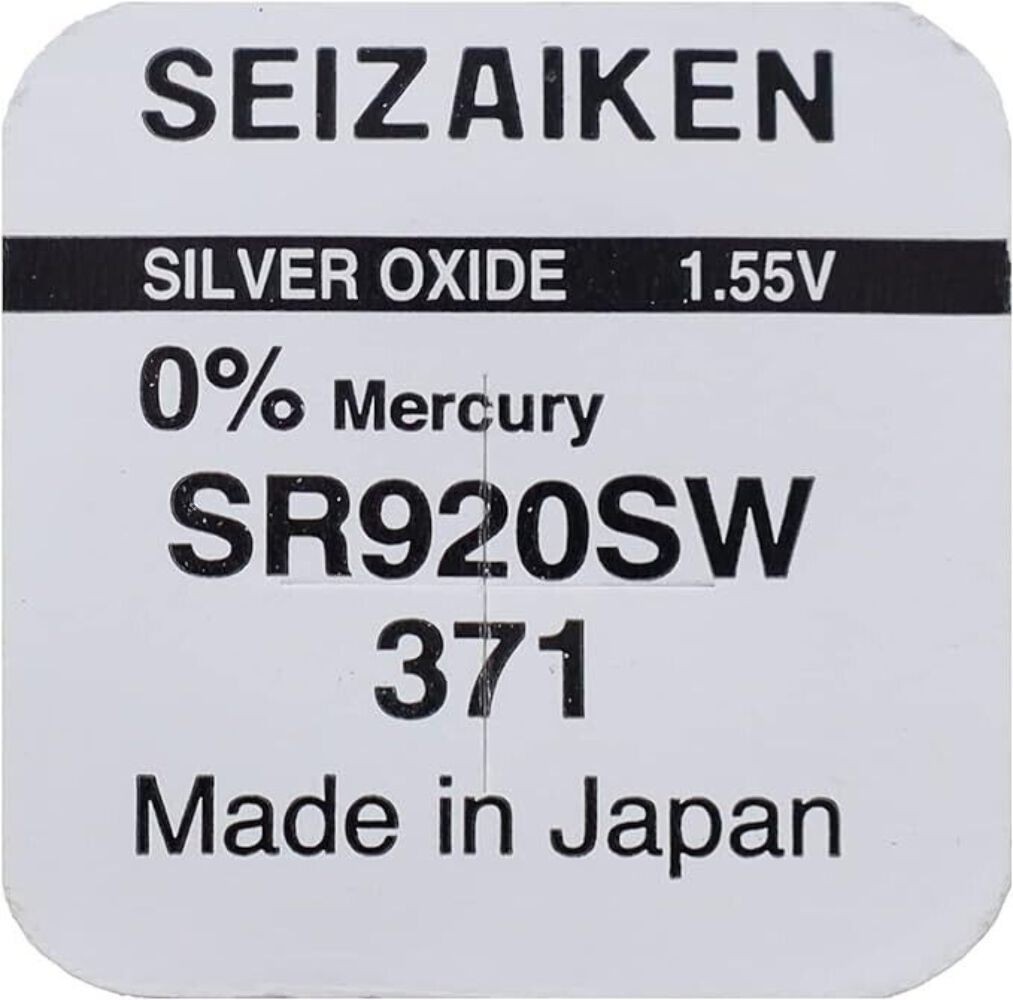 SEIZAIKEN
SILVER OXIDE 1.55V
0% Mercury
SR920SW
371
Made in Japan